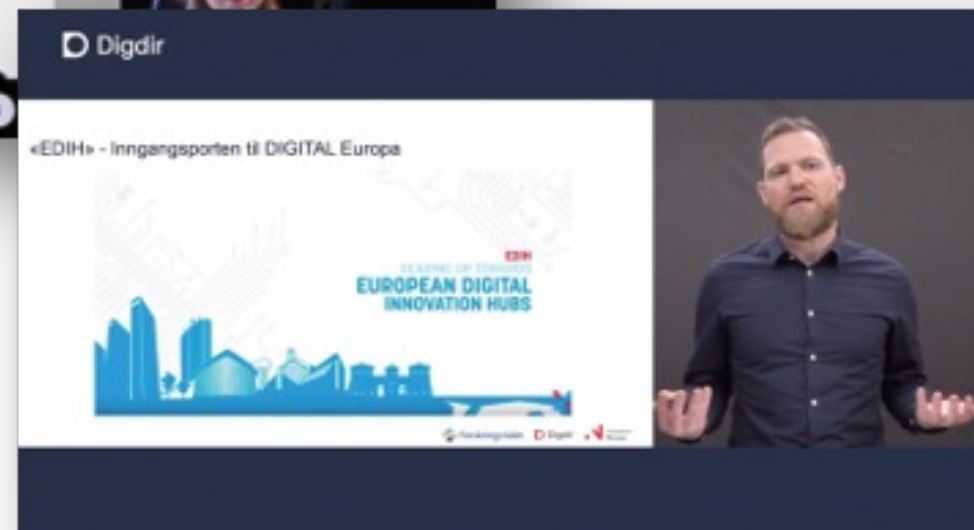 Digdir
«EDIH» - Inngangsporten til DIGITAL Europa
EDIH
GEARING UP TOWARDS
EUROPEAN DIGITAL
INNOVATION HUBS
Forskningsrådet Digdir